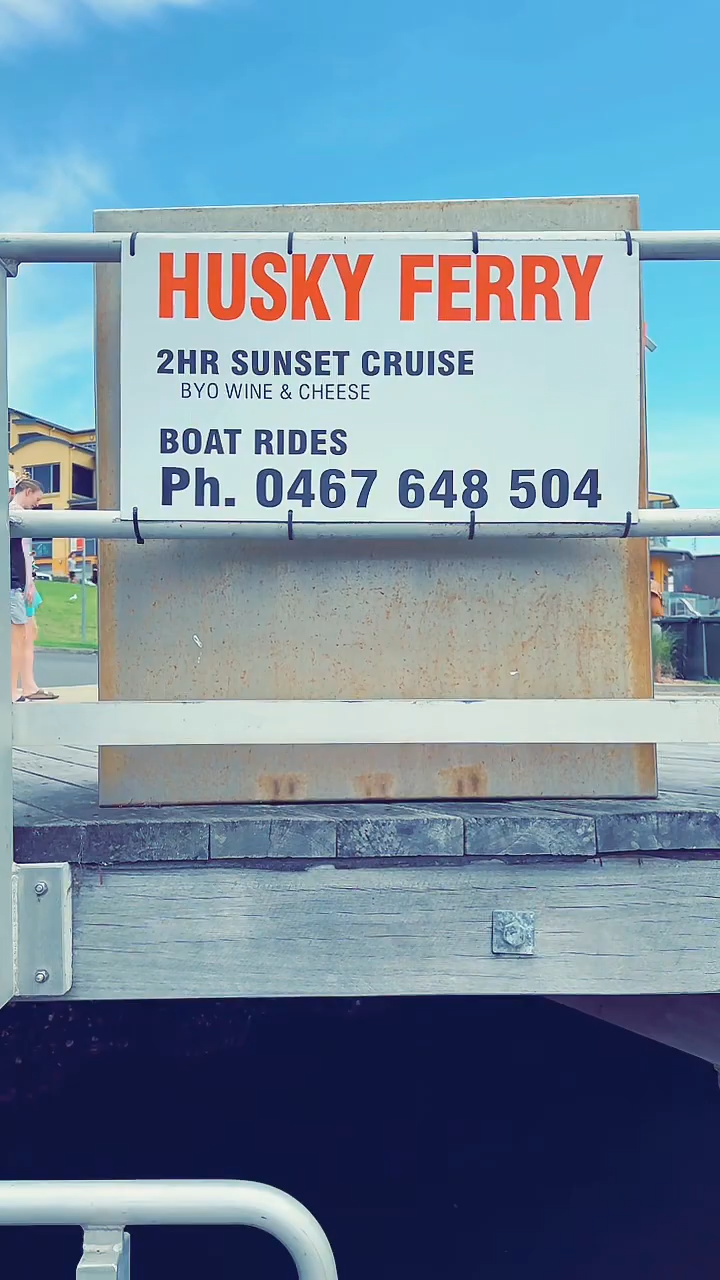 HUSKY FERRY
2HR SUNSET CRUISE
BYO WINE & CHEESE
BOAT RIDES
Ph. 0467 648 504